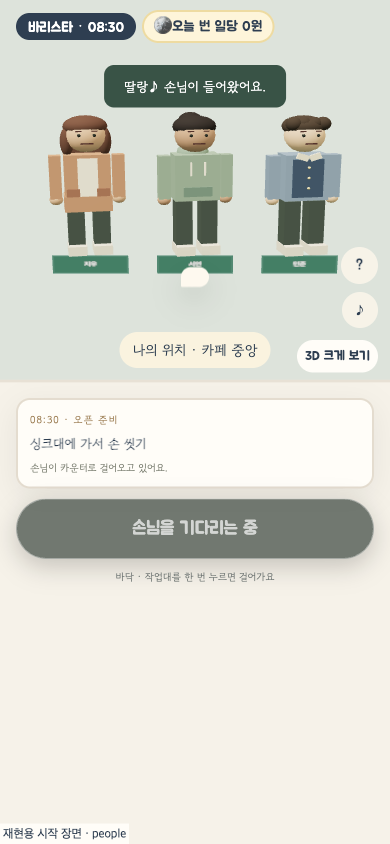 바리스타 · 08:30
오늘 번 일당 0원
딸랑♪ 손님이 들어왔어요.
?
♪
나의 위치 · 카페 중앙
3D 크게 보기
08:30 · 오픈 준비
싱크대에 가서 손 씻기
손님이 카운터로 걸어오고 있어요.
손님을 기다리는 중
바닥 · 작업대를 한 번 누르면 걸어가요
재현용 시작 장면 · people